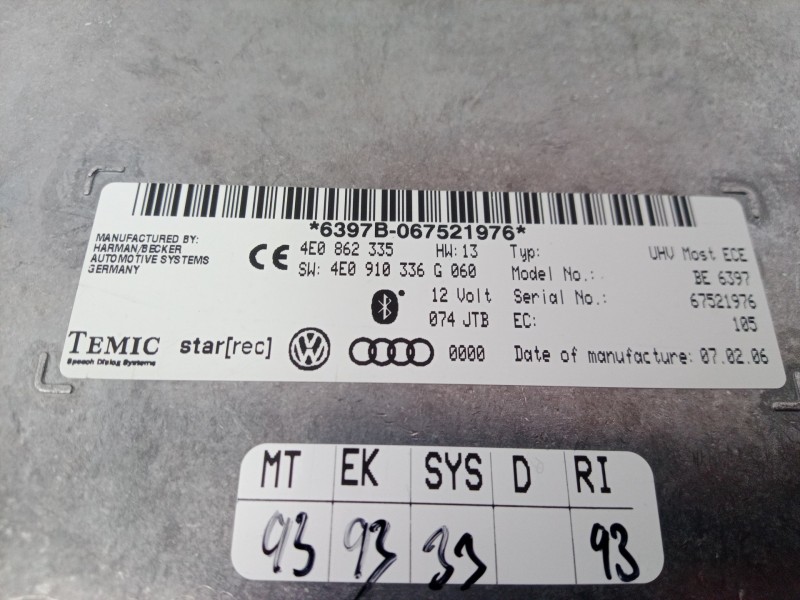 *6397B-067521976*
MANUFACTURED BY:
HARMAN/BECKER
AUTOMOTIVE SYSTEMS
GERMANY
CE
4E0 862 335 HW:13
SW: 4E0 910 336 G 060
12 Volt
074 JTB
Typ: UHV Most ECE
Model No.: BE 6397
Serial No.: 67521976
EC: 105
TEMIC
Speech Dialog Systems
star[rec]
VW
0000
Date of manufacture: 07.02.06
MT EK SYS D RI
93 93 33 93